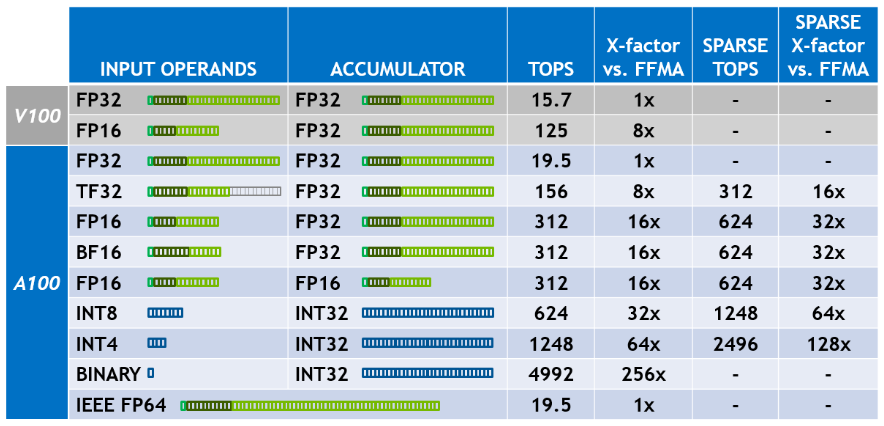 INPUT OPERANDS ACCUMULATOR TOPS X-factor vs. FFMA SPARSE TOPS SPARSE X-factor vs. FFMA
V100
FP32 FP32 15.7 1x - -
FP16 FP32 125 8x - -
A100
FP32 FP32 19.5 1x - -
TF32 FP32 156 8x 312 16x
FP16 FP32 312 16x 624 32x
BF16 FP32 312 16x 624 32x
FP16 FP16 312 16x 624 32x
INT8 INT32 624 32x 1248 64x
INT4 INT32 1248 64x 2496 128x
BINARY INT32 4992 256x - -
IEEE FP64 19.5 1x - -